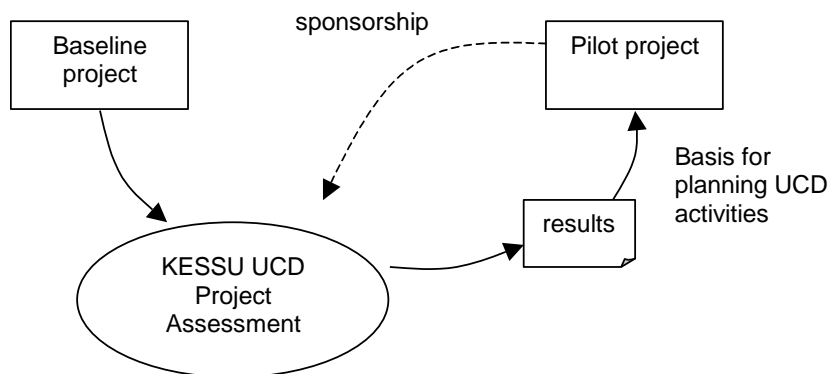 sponsorship
Baseline
project
Pilot project
Basis for
planning UCD
activities
results
KESSU UCD
Project
Assessment